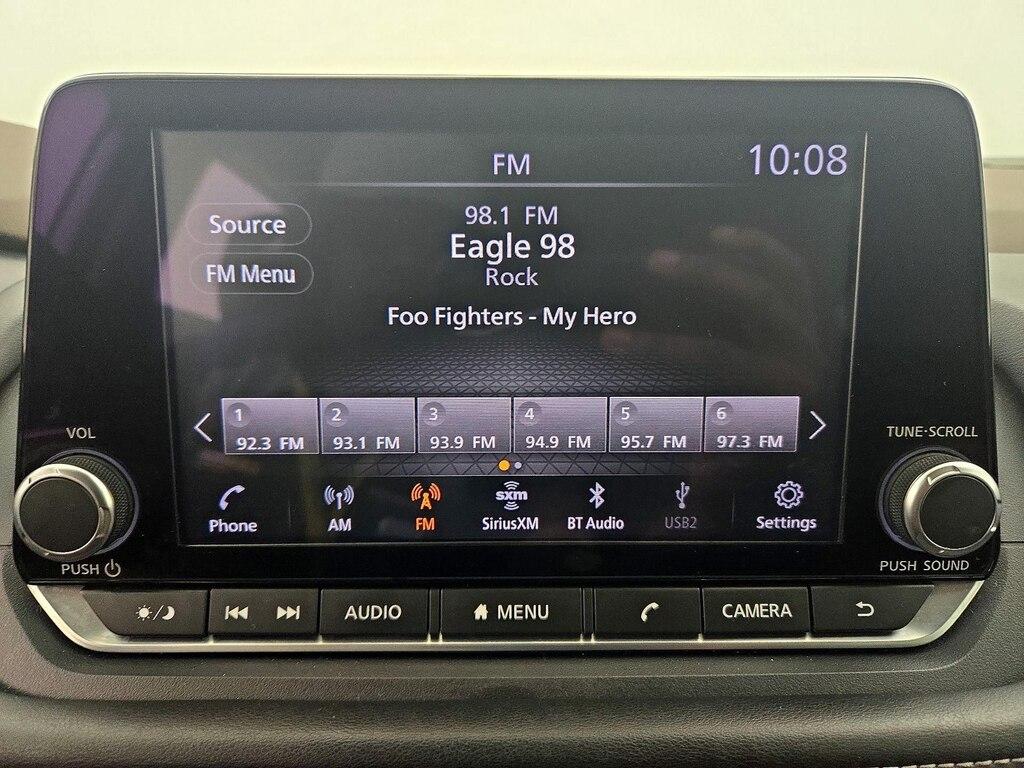 FM
10:08
Source
98.1 FM
Eagle 98
FM Menu
Rock
Foo Fighters - My Hero
1
92.3 FM
2
93.1 FM
3
93.9 FM
4
94.9 FM
5
95.7 FM
6
97.3 FM
VOL
TUNE·SCROLL
Phone
AM
FM
sxm
SiriusXM
BT Audio
USB2
Settings
PUSH
PUSH SOUND
AUDIO
MENU
CAMERA